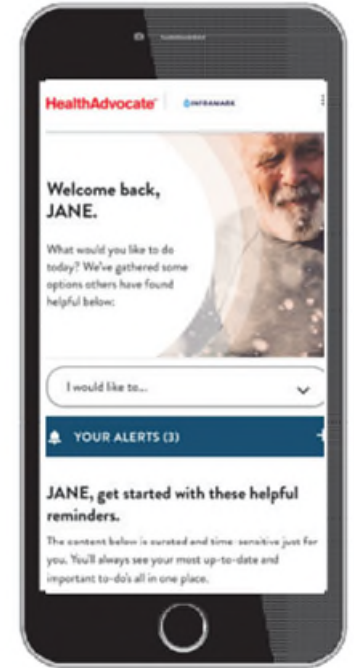 HealthAdvocate INFRAMARK
Welcome back,
JANE.
What would you like to do
today? We've gathered some
options others have found
helpful below:
I would like to...
YOUR ALERTS (3)
JANE, get started with these helpful
reminders.
The content below is curated and time-sensitive just for
you. You'll always see your most up-to-date and
important to-do's all in one place.